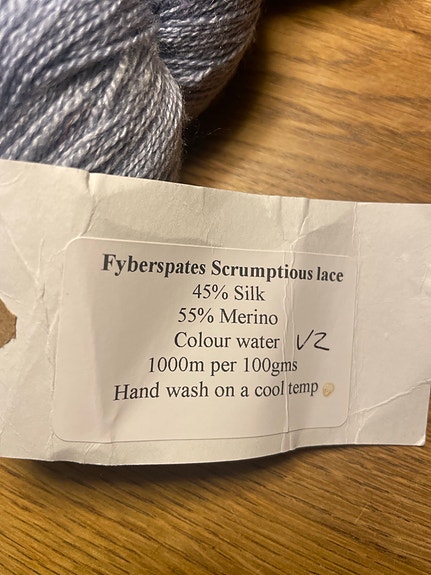 Fyberspates Scrumptious lace
45% Silk
55% Merino
Colour water V2
1000m per 100gms
Hand wash on a cool temp